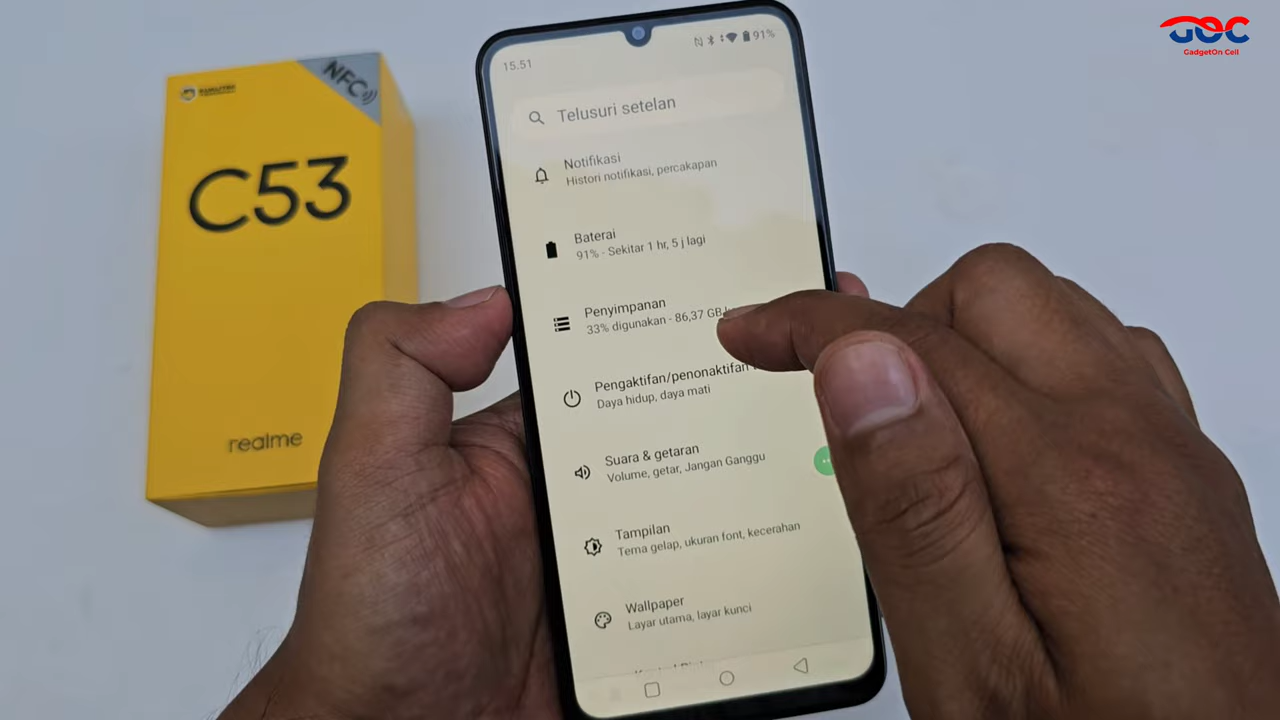 GOC
GadgetOn Cell
NFC
C53
realme
15.51
91%
Telusuri setelan
Notifikasi
Histori notifikasi, percakapan
Baterai
91% - Sekitar 1 hr, 5 j lagi
Penyimpanan
33% digunakan - 86,37 GB
Pengaktifan/penonaktifan
Daya hidup, daya mati
Suara & getaran
Volume, getar, Jangan Ganggu
Tampilan
Tema gelap, ukuran font, kecerahan
Wallpaper
Layar utama, layar kunci